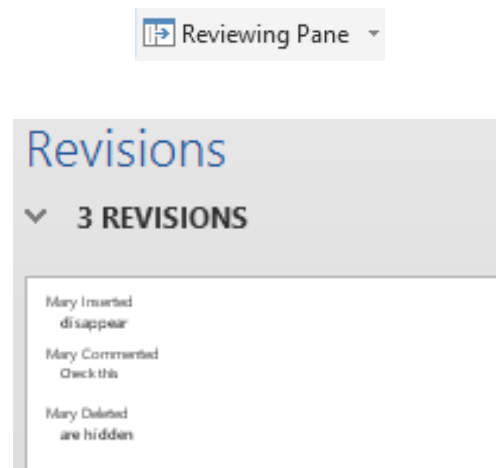 Reviewing Pane
Revisions
3 REVISIONS
Mary Inserted
disappear
Mary Commented
Check this
Mary Deleted
are hidden